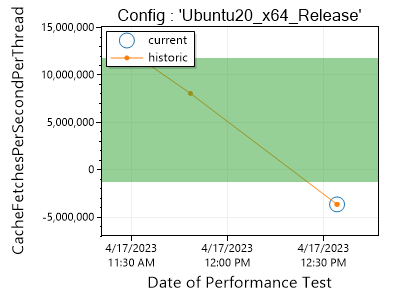 Config : 'Ubuntu20_x64_Release'
15,000,000
10,000,000
5,000,000
0
-5,000,000
CacheFetchesPerSecondPerThread
current
historic
4/17/2023
11:30 AM
4/17/2023
12:00 PM
4/17/2023
12:30 PM
Date of Performance Test